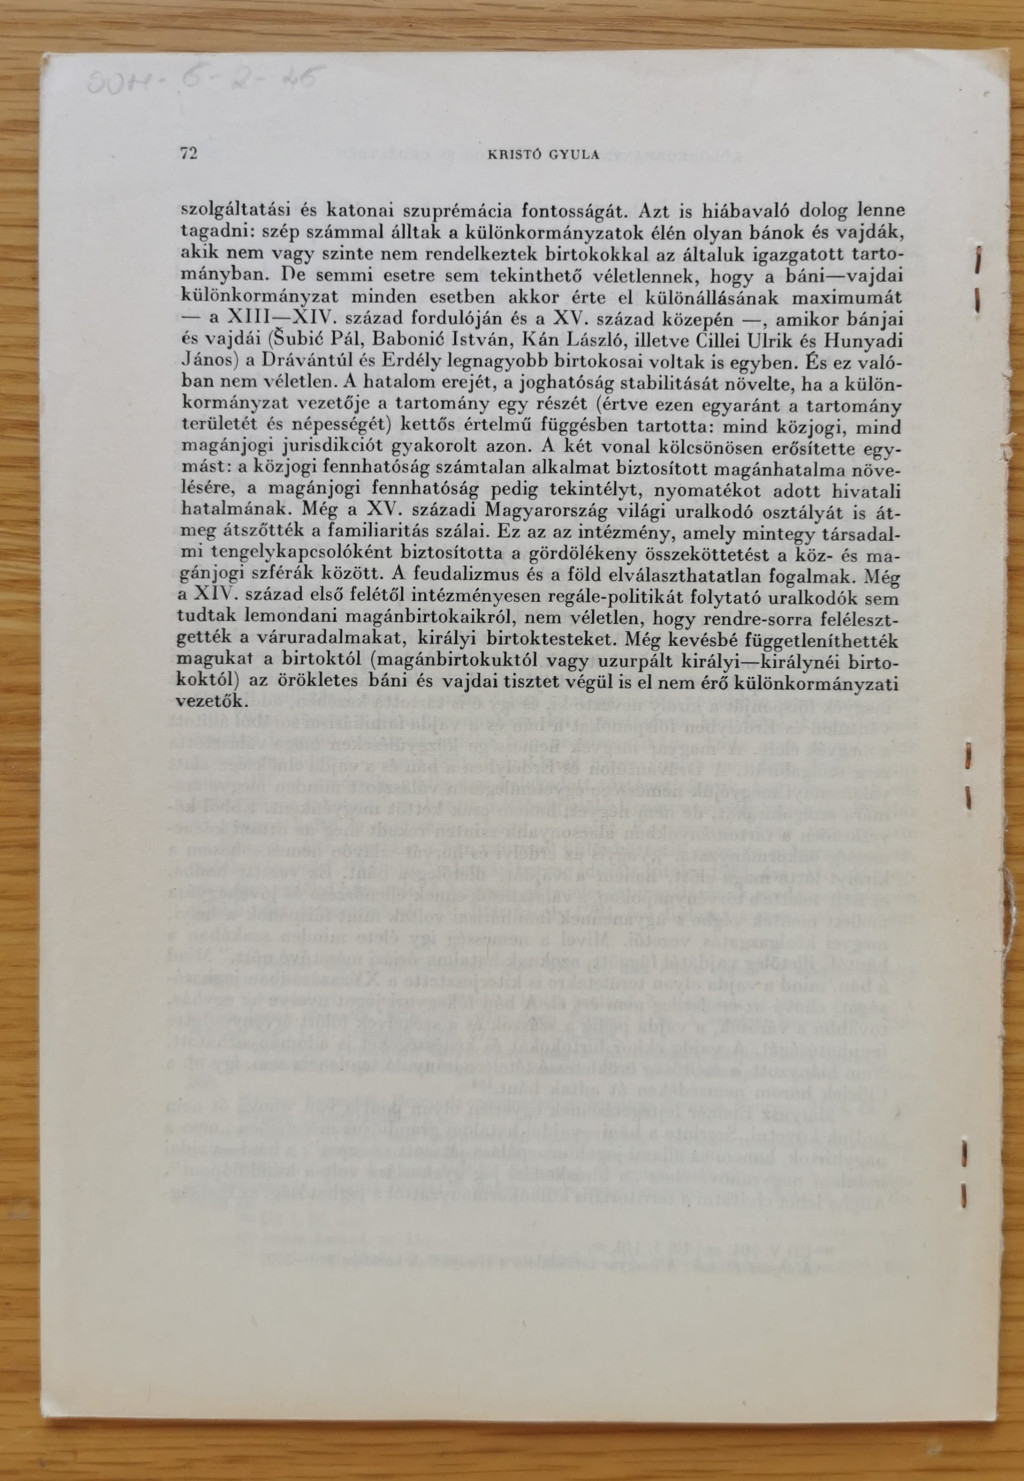 72
KRISTÓ GYULA
szolgáltatási és katonai szuprémácia fontosságát. Azt is hiábavaló dolog lenne
tagadni: szép számmal álltak a különkormányzatok élén olyan bánok és vajdák,
akik nem vagy szinte nem rendelkeztek birtokokkal az általuk igazgatott tarto-
mányban. De semmi esetre sem tekinthető véletlennek, hogy a báni—vajdai
különkormányzat minden esetben akkor érte el különállásának maximumát
— a XIII—XIV. század fordulóján és a XV. század közepén —, amikor bánjai
és vajdái (Šubić Pál, Babonić István, Kán László, illetve Cillei Ulrik és Hunyadi
János) a Drávántúl és Erdély legnagyobb birtokosai voltak is egyben. És ez való-
ban nem véletlen. A hatalom erejét, a joghatóság stabilitását növelte, ha a külön-
kormányzat vezetője a tartomány egy részét (értve ezen egyaránt a tartomány
területét és népességét) kettős értelmű függésben tartotta: mind közjogi, mind
magánjogi jurisdikciót gyakorolt azon. A két vonal kölcsönösen erősítette egy-
mást: a közjogi fennhatóság számtalan alkalmat biztosított magánhatalma növe-
lésére, a magánjogi fennhatóság pedig tekintélyt, nyomatékot adott hivatali
hatalmának. Még a XV. századi Magyarország világi uralkodó osztályát is át-
meg átszőtték a familiaritás szálai. Ez az az intézmény, amely mintegy társadal-
mi tengelykapcsolóként biztosította a gördölékeny összeköttetést a köz- és ma-
gánjogi szférák között. A feudalizmus és a föld elválaszthatatlan fogalmak. Még
a XIV. század első felétől intézményesen regále-politikát folytató uralkodók sem
tudtak lemondani magánbirtokaikról, nem véletlen, hogy rendre-sorra feléleszt-
gették a váruradalmakat, királyi birtoktesteket. Még kevésbé függetleníthették
magukat a birtoktól (magánbirtokuktól vagy uzurpált királyi—királynéi birto-
koktól) az örökletes báni és vajdai tisztet végül is el nem érő különkormányzati
vezetők.